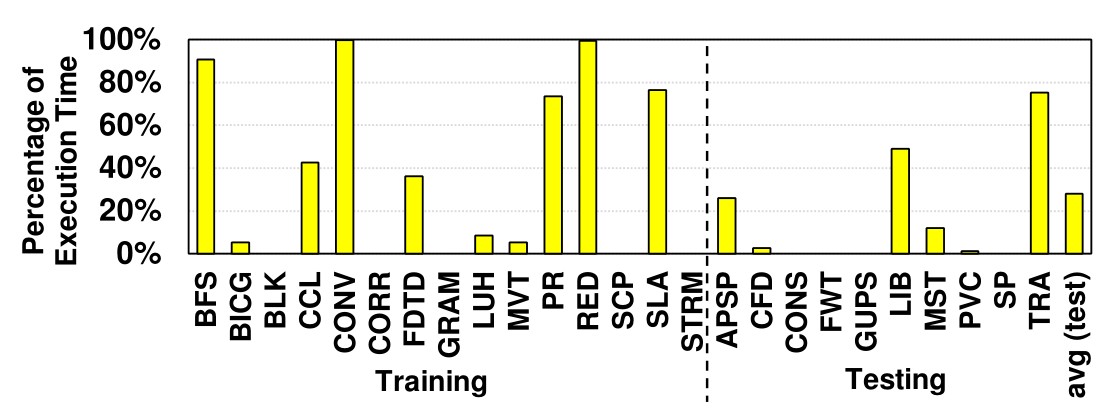 Percentage of
Execution Time
100%
80%
60%
40%
20%
0%
BFS
BICG
BLK
CCL
CONV
CORR
FDTD
GRAM
LUH
MVT
PR
RED
SCP
SLA
STRM
APSP
CFD
CONS
FWT
GUPS
LIB
MST
PVC
SP
TRA
avg (test)
Training
Testing